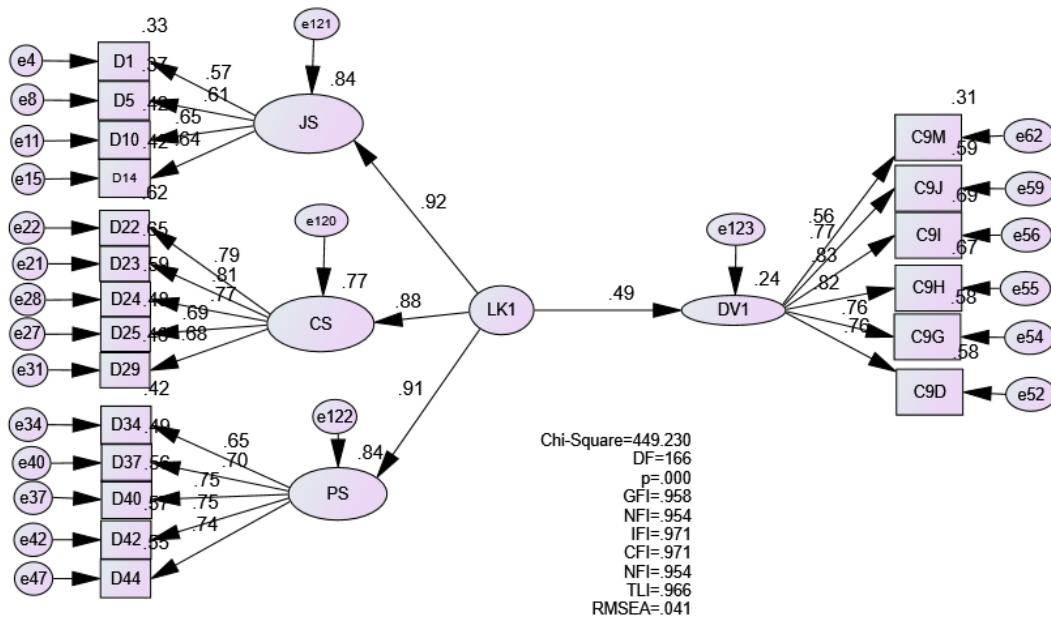 .33
e4
D1
.57
.37
e8
D5
.61
.42
e11
D10
.65
.42
e15
D14
.64
e121
.84
JS
.92
.62
e22
D22
.79
.65
e21
D23
.81
.59
e28
D24
.77
.48
e27
D25
.69
.46
e31
D29
.68
e120
.77
CS
.88
LK1
.42
e34
D34
.65
.49
e40
D37
.70
.56
e37
D40
.75
.57
e42
D42
.75
.55
e47
D44
.74
e122
.84
PS
.91
.49
e123
.24
DV1
.31
C9M
e62
.56
.59
C9J
e59
.77
.69
C9I
e56
.83
.67
C9H
e55
.82
.58
C9G
e54
.76
.58
C9D
e52
.76
Chi-Square=449.230
DF=166
p=.000
GFI=.958
NFI=.954
IFI=.971
CFI=.971
NFI=.954
TLI=.966
RMSEA=.041